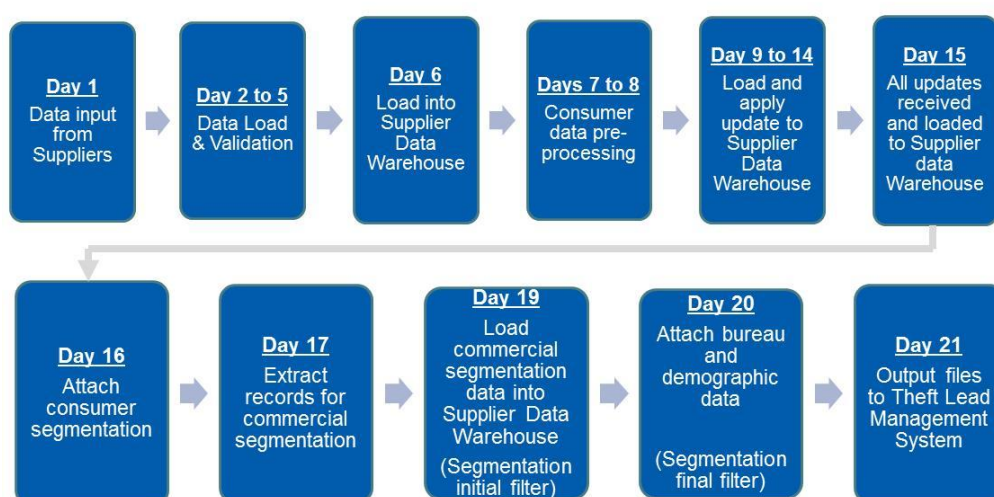 Day 1
Data input
from
Suppliers
Day 2 to 5
Data Load
& Validation
Day 6
Load into
Supplier
Data
Warehouse
Days 7 to 8
Consumer
data pre-
processing
Day 9 to 14
Load and
apply
update to
Supplier
Data
Warehouse
Day 15
All updates
received
and loaded
to Supplier
data
Warehouse
Day 16
Attach
consumer
segmentation
Day 17
Extract
records for
commercial
segmentation
Day 19
Load
commercial
segmentation
data into
Supplier Data
Warehouse
(Segmentation
initial filter)
Day 20
Attach bureau
and
demographic
data
(Segmentation
final filter)
Day 21
Output files
to Theft Lead
Management
System